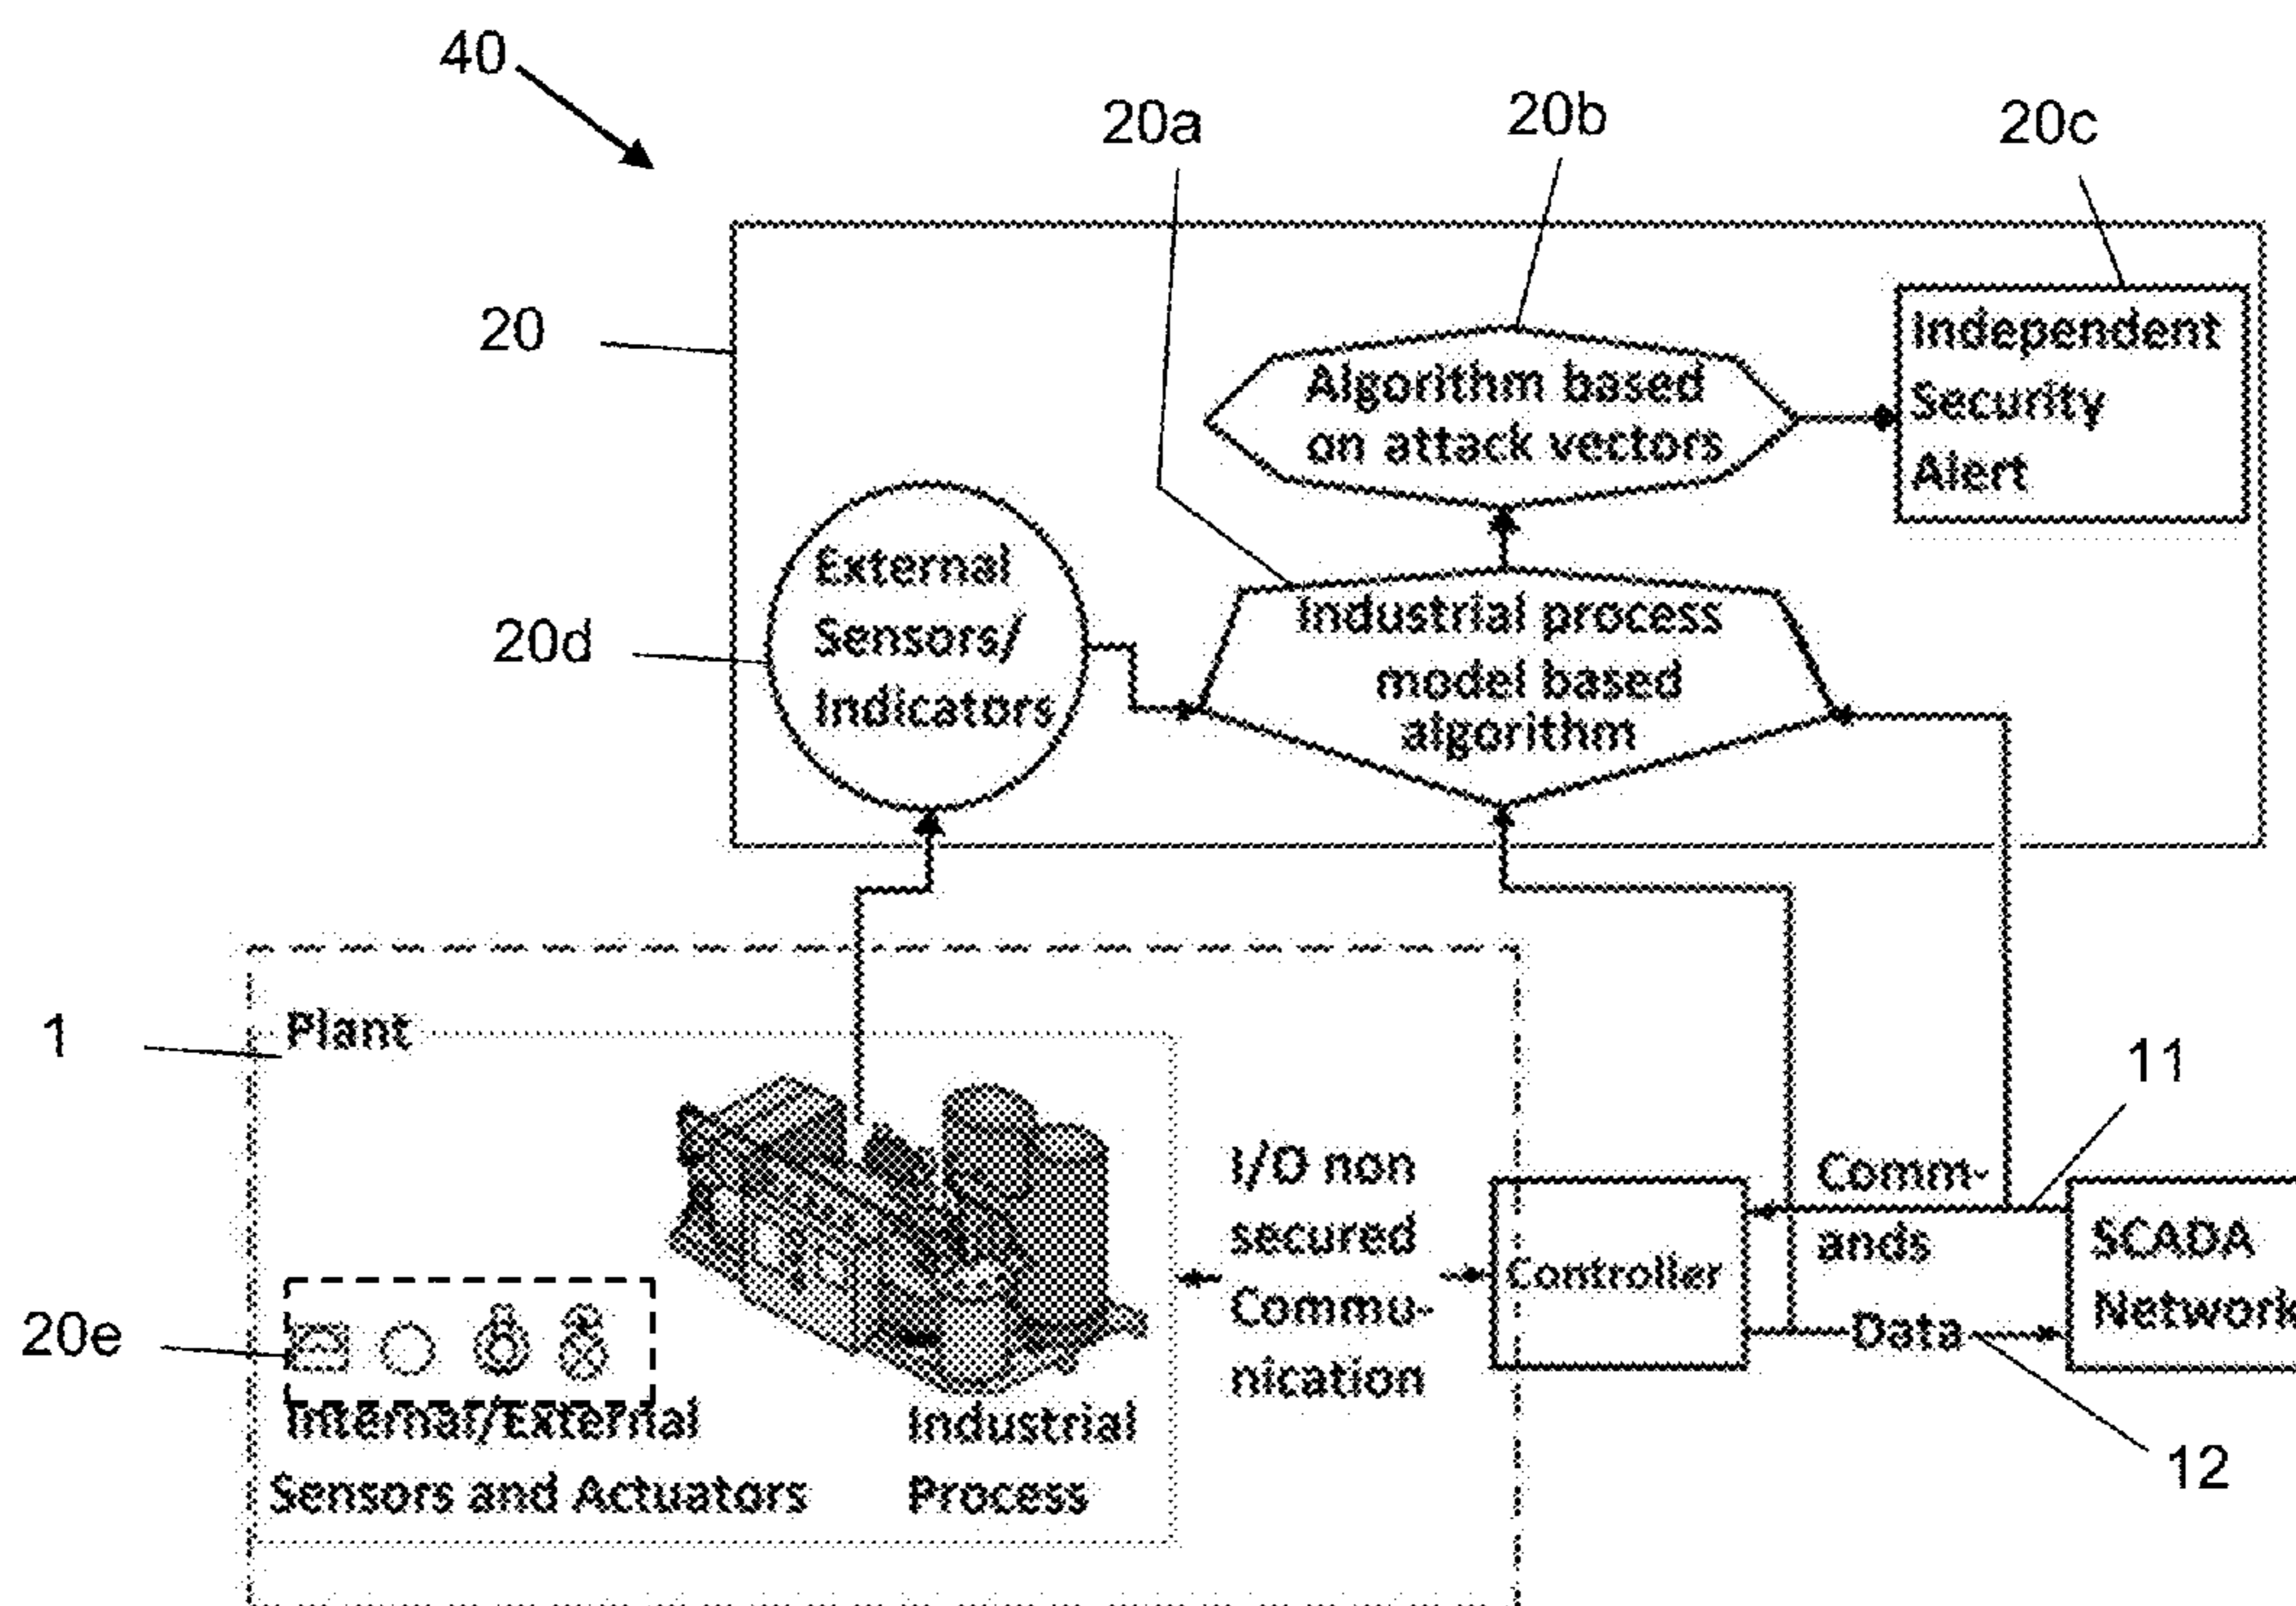 40
20a
20b
20c
20
Independent
Security
Alert
Algorithm based
on attack vectors
External
Sensors/
Indicators
20d
Industrial process
model based
algorithm
1
Plant
11
I/O non
secured
Commu-
nication
Controller
Comm-
ands
Data
SCADA
Network
20e
Internal/External
Sensors and Actuators
Industrial
Process
12